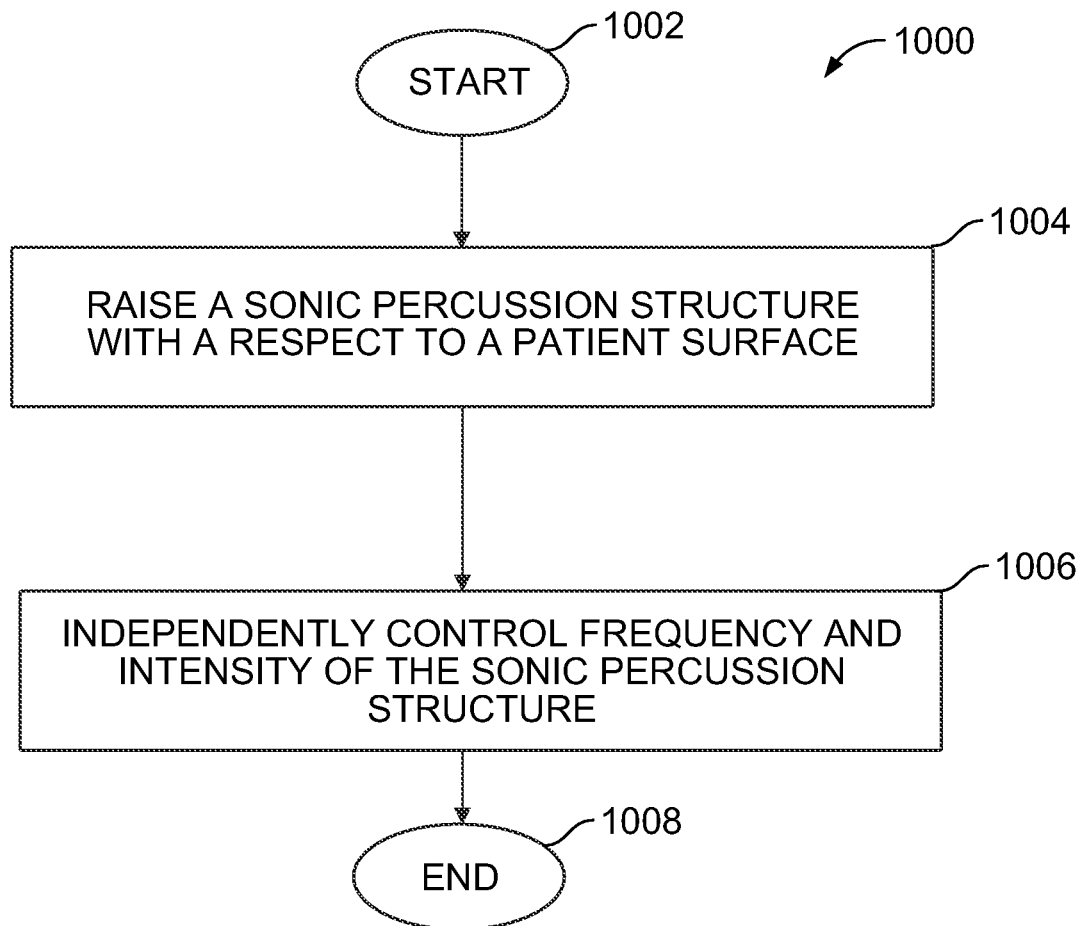 1002
1000
START
1004
RAISE A SONIC PERCUSSION STRUCTURE
WITH A RESPECT TO A PATIENT SURFACE
1006
INDEPENDENTLY CONTROL FREQUENCY AND
INTENSITY OF THE SONIC PERCUSSION
STRUCTURE
1008
END